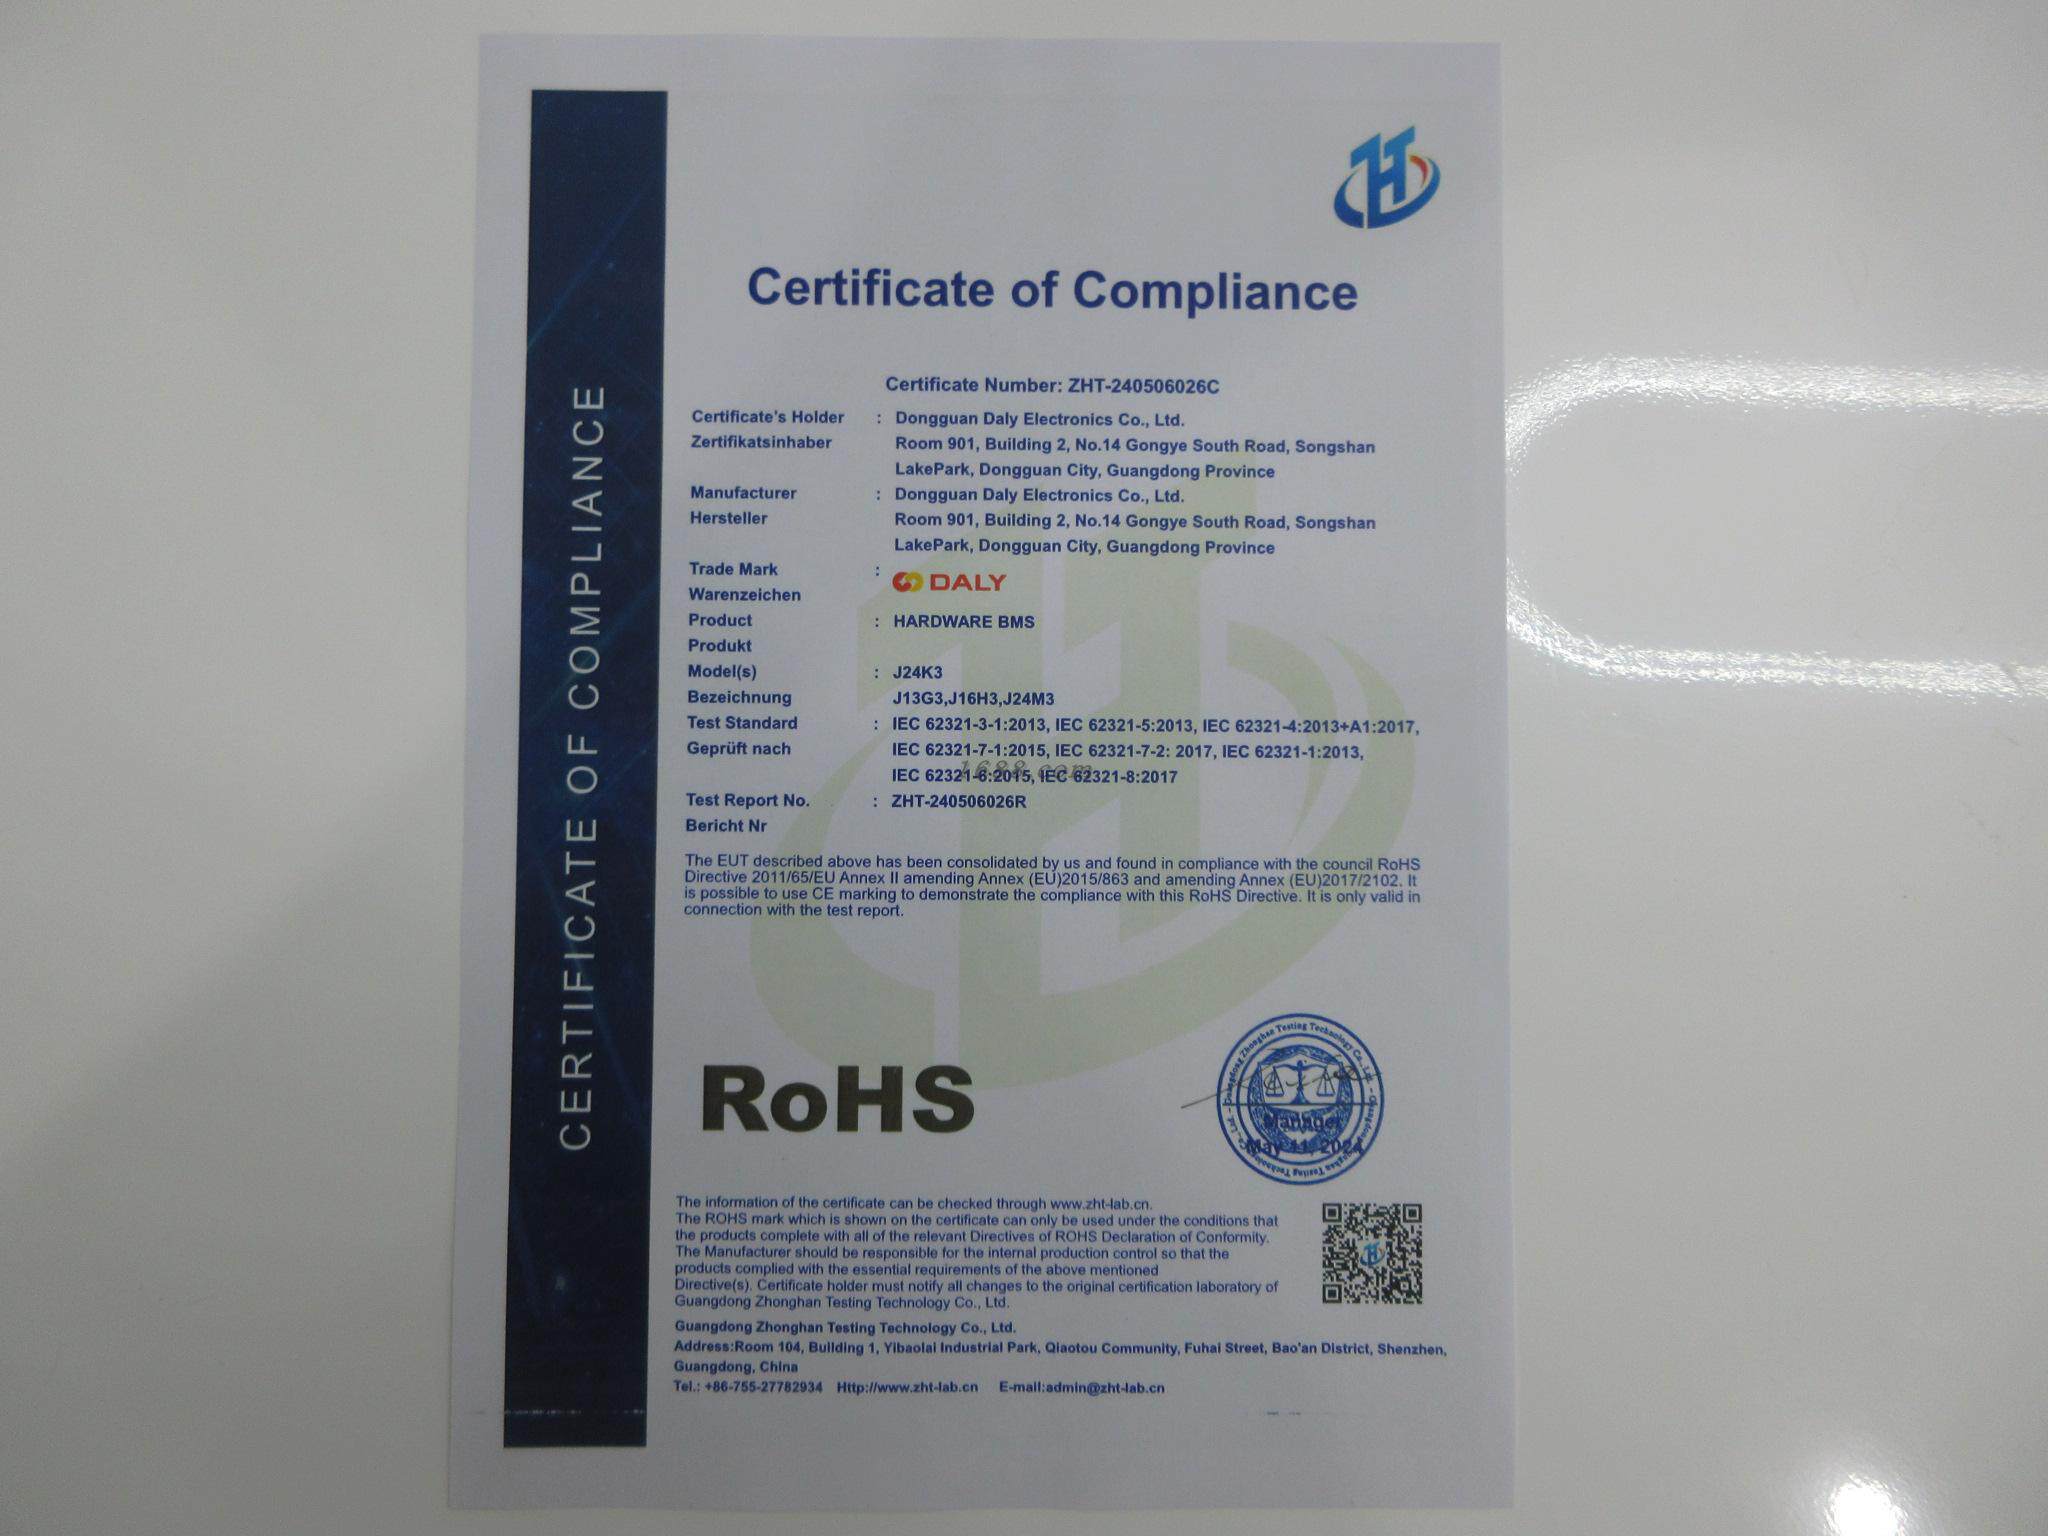 CERTIFICATE OF COMPLIANCE
Certificate of Compliance
Certificate Number: ZHT-240506026C
Certificate's Holder : Dongguan Daly Electronics Co., Ltd.
Zertifikatsinhaber Room 901, Building 2, No.14 Gongye South Road, Songshan
LakePark, Dongguan City, Guangdong Province
Manufacturer : Dongguan Daly Electronics Co., Ltd.
Hersteller Room 901, Building 2, No.14 Gongye South Road, Songshan
LakePark, Dongguan City, Guangdong Province
Trade Mark : DALY
Warenzeichen
Product : HARDWARE BMS
Produkt
Model(s) : J24K3
Bezeichnung J13G3,J16H3,J24M3
Test Standard : IEC 62321-3-1:2013, IEC 62321-5:2013, IEC 62321-4:2013+A1:2017,
Geprüft nach IEC 62321-7-1:2015, IEC 62321-7-2: 2017, IEC 62321-1:2013,
IEC 62321-6:2015, IEC 62321-8:2017
1688.com
Test Report No. : ZHT-240506026R
Bericht Nr
The EUT described above has been consolidated by us and found in compliance with the council RoHS
Directive 2011/65/EU Annex II amending Annex (EU)2015/863 and amending Annex (EU)2017/2102. It
is possible to use CE marking to demonstrate the compliance with this RoHS Directive. It is only valid in
connection with the test report.
RoHS
Guangdong Zhonghan Testing Technology Co., Ltd.
Manager
May 11, 2024
The information of the certificate can be checked through www.zht-lab.cn.
The ROHS mark which is shown on the certificate can only be used under the conditions that
the products complete with all of the relevant Directives of ROHS Declaration of Conformity.
The Manufacturer should be responsible for the internal production control so that the
products complied with the essential requirements of the above mentioned
Directive(s). Certificate holder must notify all changes to the original certification laboratory of
Guangdong Zhonghan Testing Technology Co., Ltd.
Guangdong Zhonghan Testing Technology Co., Ltd.
Address:Room 104, Building 1, Yibaolai Industrial Park, Qiaotou Community, Fuhai Street, Bao'an District, Shenzhen,
Guangdong, China
Tel.: +86-755-27782934 Http://www.zht-lab.cn E-mail:admin@zht-lab.cn